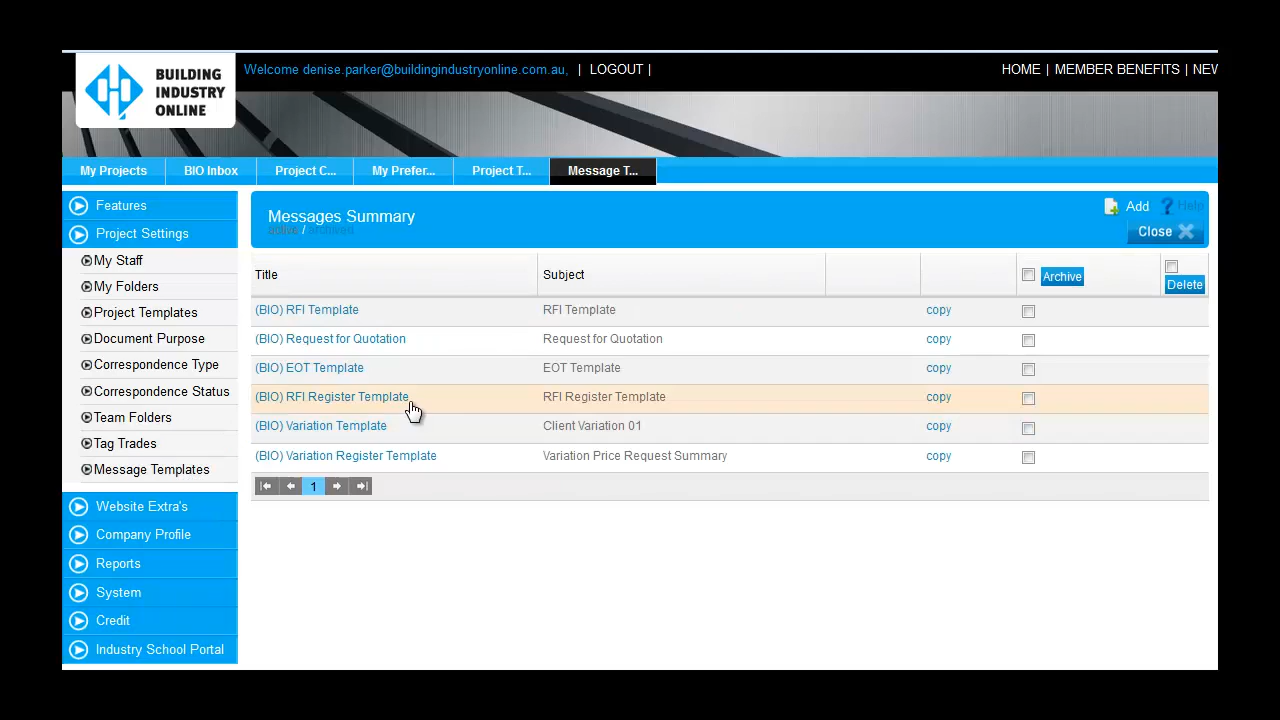 BUILDING
INDUSTRY
ONLINE
Welcome denise.parker@buildingindustryonline.com.au, | LOGOUT |
HOME | MEMBER BENEFITS | NEW
My Projects BIO Inbox Project C... My Prefer... Project T... Message T...
Features
Project Settings
My Staff
My Folders
Project Templates
Document Purpose
Correspondence Type
Correspondence Status
Team Folders
Tag Trades
Message Templates
Website Extra's
Company Profile
Reports
System
Credit
Industry School Portal
Messages Summary
active / archived
Add Help
Close
Title Subject Archive Delete
(BIO) RFI Template RFI Template copy
(BIO) Request for Quotation Request for Quotation copy
(BIO) EOT Template EOT Template copy
(BIO) RFI Register Template RFI Register Template copy
(BIO) Variation Template Client Variation 01 copy
(BIO) Variation Register Template Variation Price Request Summary copy
1